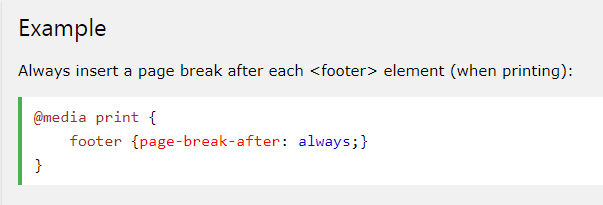 Example
Always insert a page break after each <footer> element (when printing):
@media print {
    footer {page-break-after: always;}
}